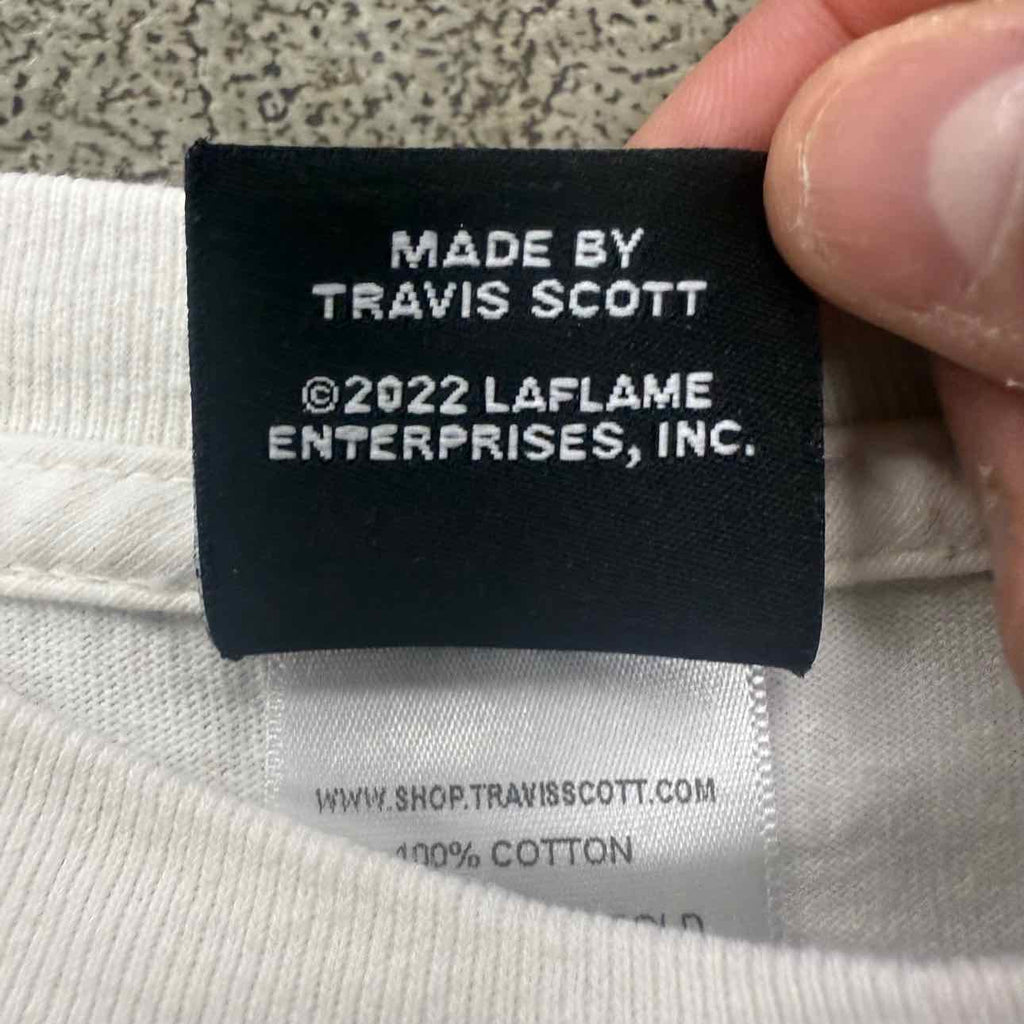 MADE BY
TRAVIS SCOTT
©2022 LAFLAME
ENTERPRISES, INC.
WWW.SHOP.TRAVISSCOTT.COM
100% COTTON